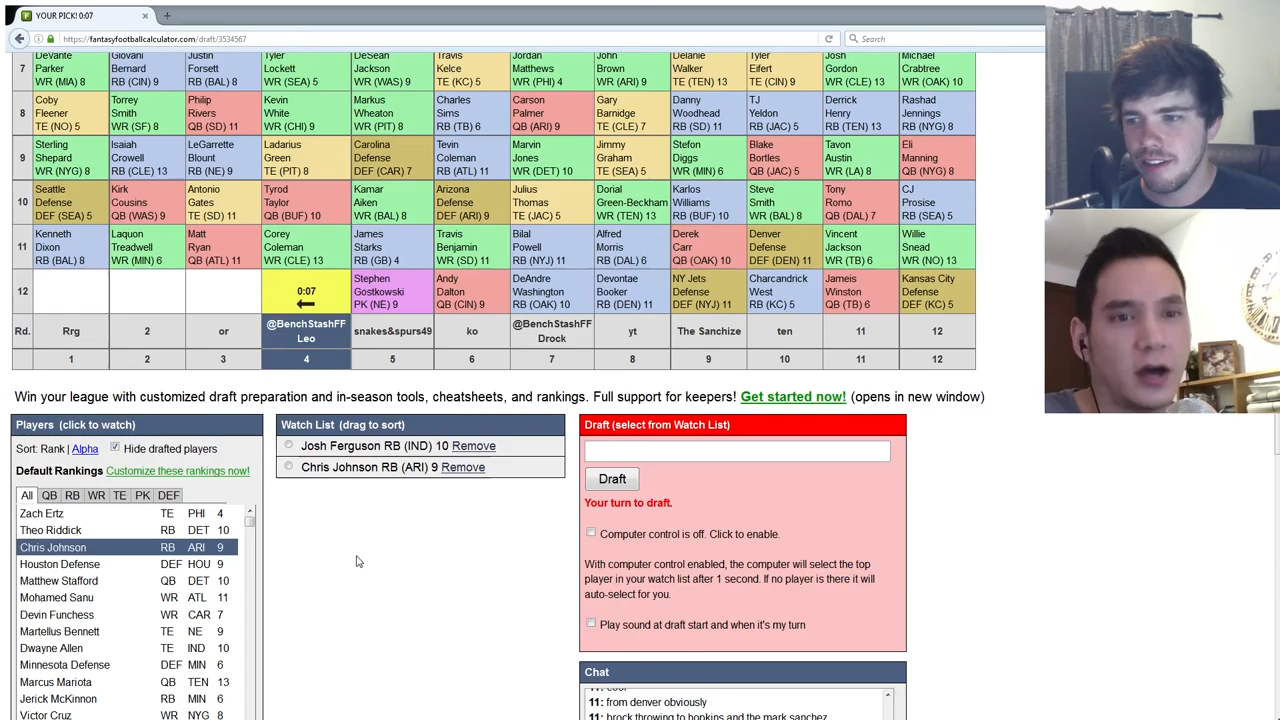 YOUR PICK! 0:07
https://fantasyfootballcalculator.com/draft/3534567
Search
7
DeVante Parker WR (MIA) 8
Giovani Bernard RB (CIN) 9
Justin Forsett RB (BAL) 8
Tyler Lockett WR (SEA) 5
DeSean Jackson WR (WAS) 9
Travis Kelce TE (KC) 5
Jordan Matthews WR (PHI) 4
John Brown WR (ARI) 9
Delanie Walker TE (TEN) 13
Tyler Eifert TE (CIN) 9
Josh Gordon WR (CLE) 13
Michael Crabtree WR (OAK) 10
8
Coby Fleener TE (NO) 5
Torrey Smith WR (SF) 8
Philip Rivers QB (SD) 11
Kevin White WR (CHI) 9
Markus Wheaton WR (PIT) 8
Charles Sims RB (TB) 6
Carson Palmer QB (ARI) 9
Gary Barnidge TE (CLE) 7
Danny Woodhead RB (SD) 11
TJ Yeldon RB (JAC) 5
Derrick Henry RB (TEN) 13
Rashad Jennings RB (NYG) 8
9
Sterling Shepard WR (NYG) 8
Isaiah Crowell RB (CLE) 13
LeGarrette Blount RB (NE) 9
Ladarius Green TE (PIT) 8
Carolina Defense DEF (CAR) 7
Tevin Coleman RB (ATL) 11
Marvin Jones WR (DET) 10
Jimmy Graham TE (SEA) 5
Stefon Diggs WR (MIN) 6
Blake Bortles QB (JAC) 5
Tavon Austin WR (LA) 8
Eli Manning QB (NYG) 8
10
Seattle Defense DEF (SEA) 5
Kirk Cousins QB (WAS) 9
Antonio Gates TE (SD) 11
Tyrod Taylor QB (BUF) 10
Kamar Aiken WR (BAL) 8
Arizona Defense DEF (ARI) 9
Julius Thomas TE (JAC) 5
Dorial Green-Beckham WR (TEN) 13
Karlos Williams RB (BUF) 10
Steve Smith WR (BAL) 8
Tony Romo QB (DAL) 7
CJ Prosise RB (SEA) 5
11
Kenneth Dixon RB (BAL) 8
Laquon Treadwell WR (MIN) 6
Matt Ryan QB (ATL) 11
Corey Coleman WR (CLE) 13
James Starks RB (GB) 4
Travis Benjamin WR (SD) 11
Bilal Powell RB (NYJ) 11
Alfred Morris RB (DAL) 6
Derek Carr QB (OAK) 10
Denver Defense DEF (DEN) 11
Vincent Jackson WR (TB) 6
Willie Snead WR (NO) 13
12
0:07
Stephen Gostkowski PK (NE) 9
Andy Dalton QB (CIN) 9
DeAndre Washington RB (OAK) 10
Devontae Booker RB (DEN) 11
NY Jets Defense DEF (NYJ) 11
Charcandrick West RB (KC) 5
Jameis Winston QB (TB) 6
Kansas City Defense DEF (KC) 5
Rd. Rrg 2 or @BenchStashFF Leo snakes&spurs49 ko @BenchStashFF Drock yt The Sanchize ten 11 12
1 2 3 4 5 6 7 8 9 10 11 12
Win your league with customized draft preparation and in-season tools, cheatsheets, and rankings. Full support for keepers! Get started now! (opens in new window)
Players (click to watch)
Sort: Rank | Alpha Hide drafted players
Default Rankings Customize these rankings now!
All QB RB WR TE PK DEF
Zach Ertz TE PHI 4
Theo Riddick RB DET 10
Chris Johnson RB ARI 9
Houston Defense DEF HOU 9
Matthew Stafford QB DET 10
Mohamed Sanu WR ATL 11
Devin Funchess WR CAR 7
Martellus Bennett TE NE 9
Dwayne Allen TE IND 10
Minnesota Defense DEF MIN 6
Marcus Mariota QB TEN 13
Jerick McKinnon RB MIN 6
Victor Cruz WR NYG 8
Watch List (drag to sort)
Josh Ferguson RB (IND) 10 Remove
Chris Johnson RB (ARI) 9 Remove
Draft (select from Watch List)
Draft
Your turn to draft.
Computer control is off. Click to enable.
With computer control enabled, the computer will select the top
player in your watch list after 1 second. If no player is there it will
auto-select for you.
Play sound at draft start and when it's my turn
Chat
11: cool
11: from denver obviously
11: brock throwing to hopkins and the mark sanchez